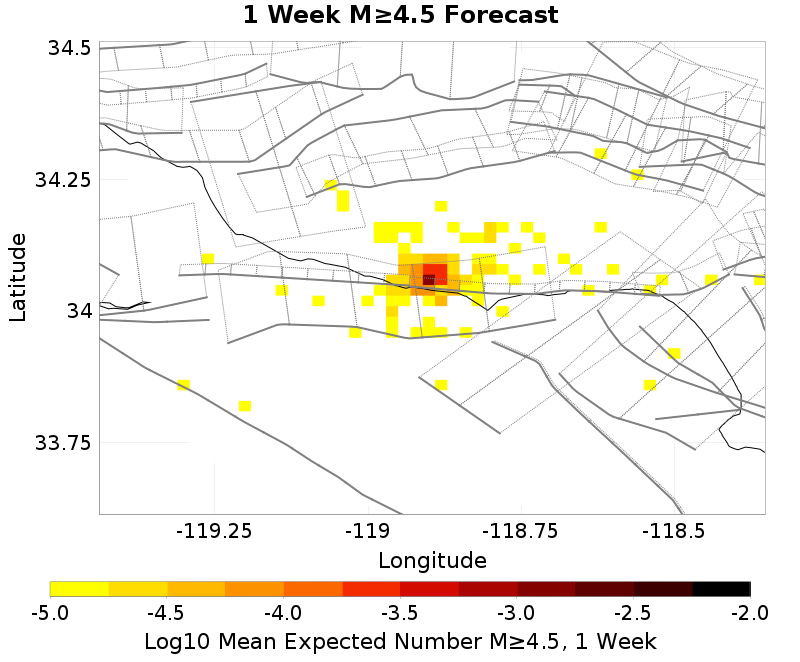 1 Week M≥4.5 Forecast
34.5
34.25
34
33.75
Latitude
-119.25 -119 -118.75 -118.5
Longitude
-5.0 -4.5 -4.0 -3.5 -3.0 -2.5 -2.0
Log10 Mean Expected Number M≥4.5, 1 Week